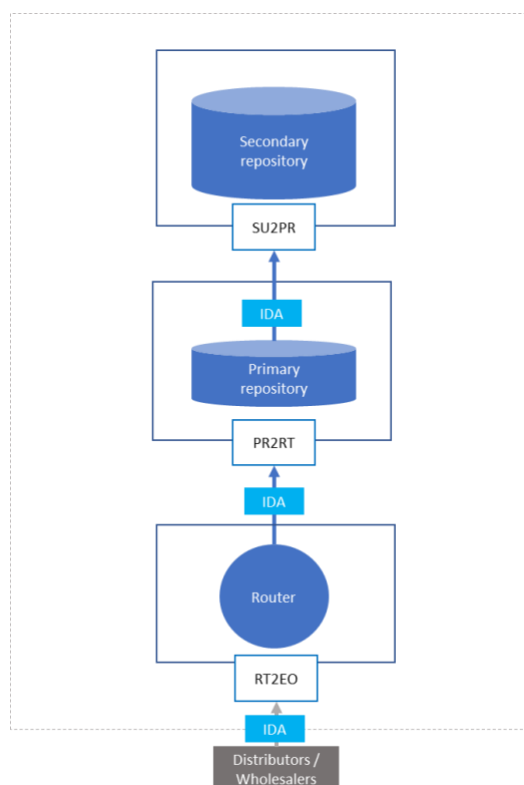 Secondary
repository
SU2PR
IDA
Primary
repository
PR2RT
IDA
Router
RT2EO
IDA
Distributors /
Wholesalers